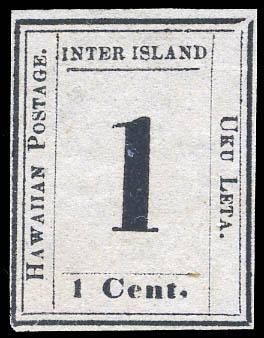 INTER ISLAND
HAWAIIAN POSTAGE.
1
UKU LETA.
1 Cent.